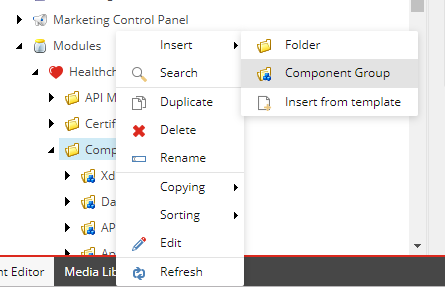 Marketing Control Panel
Modules
Insert
Folder
Healthch
Search
Component Group
API M
Duplicate
Insert from template
Certif
Delete
Comp
Rename
Xd
Copying
Da
Sorting
AP
Edit
nt Editor
Media Lib
Refresh